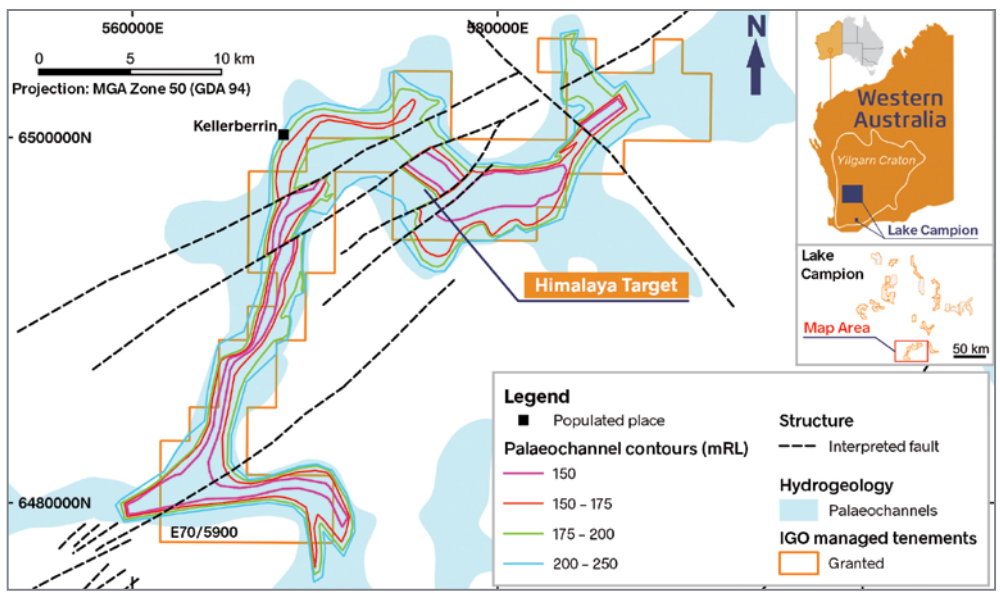 560000E
580000E
0 5 10 km
Projection: MGA Zone 50 (GDA 94)
N
Kellerberrin
6500000N
Himalaya Target
6480000N
E70/5900
Western
Australia
Yilgarn Craton
Lake Campion
Lake
Campion
Map Area
50 km
Legend
Populated place
Palaeochannel contours (mRL)
150
150 – 175
175 – 200
200 – 250
Structure
Interpreted fault
Hydrogeology
Palaeochannels
IGO managed tenements
Granted